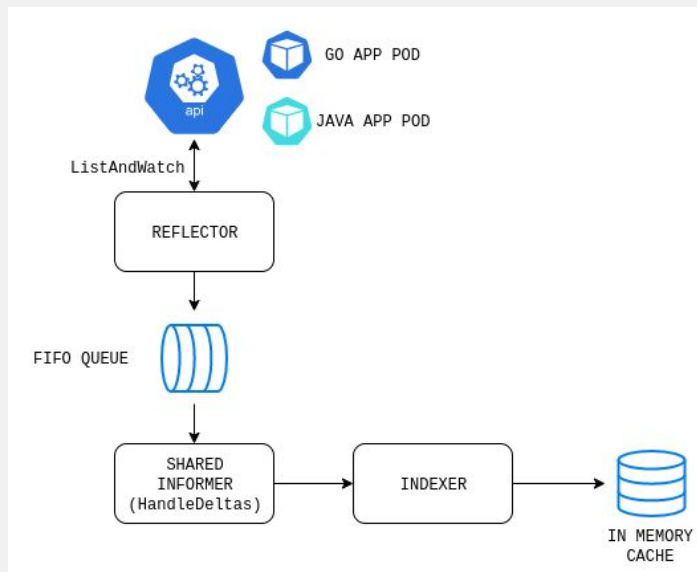 GO APP POD
api
JAVA APP POD
ListAndWatch
REFLECTOR
FIFO QUEUE
SHARED
INFORMER
(HandleDeltas)
INDEXER
IN MEMORY
CACHE